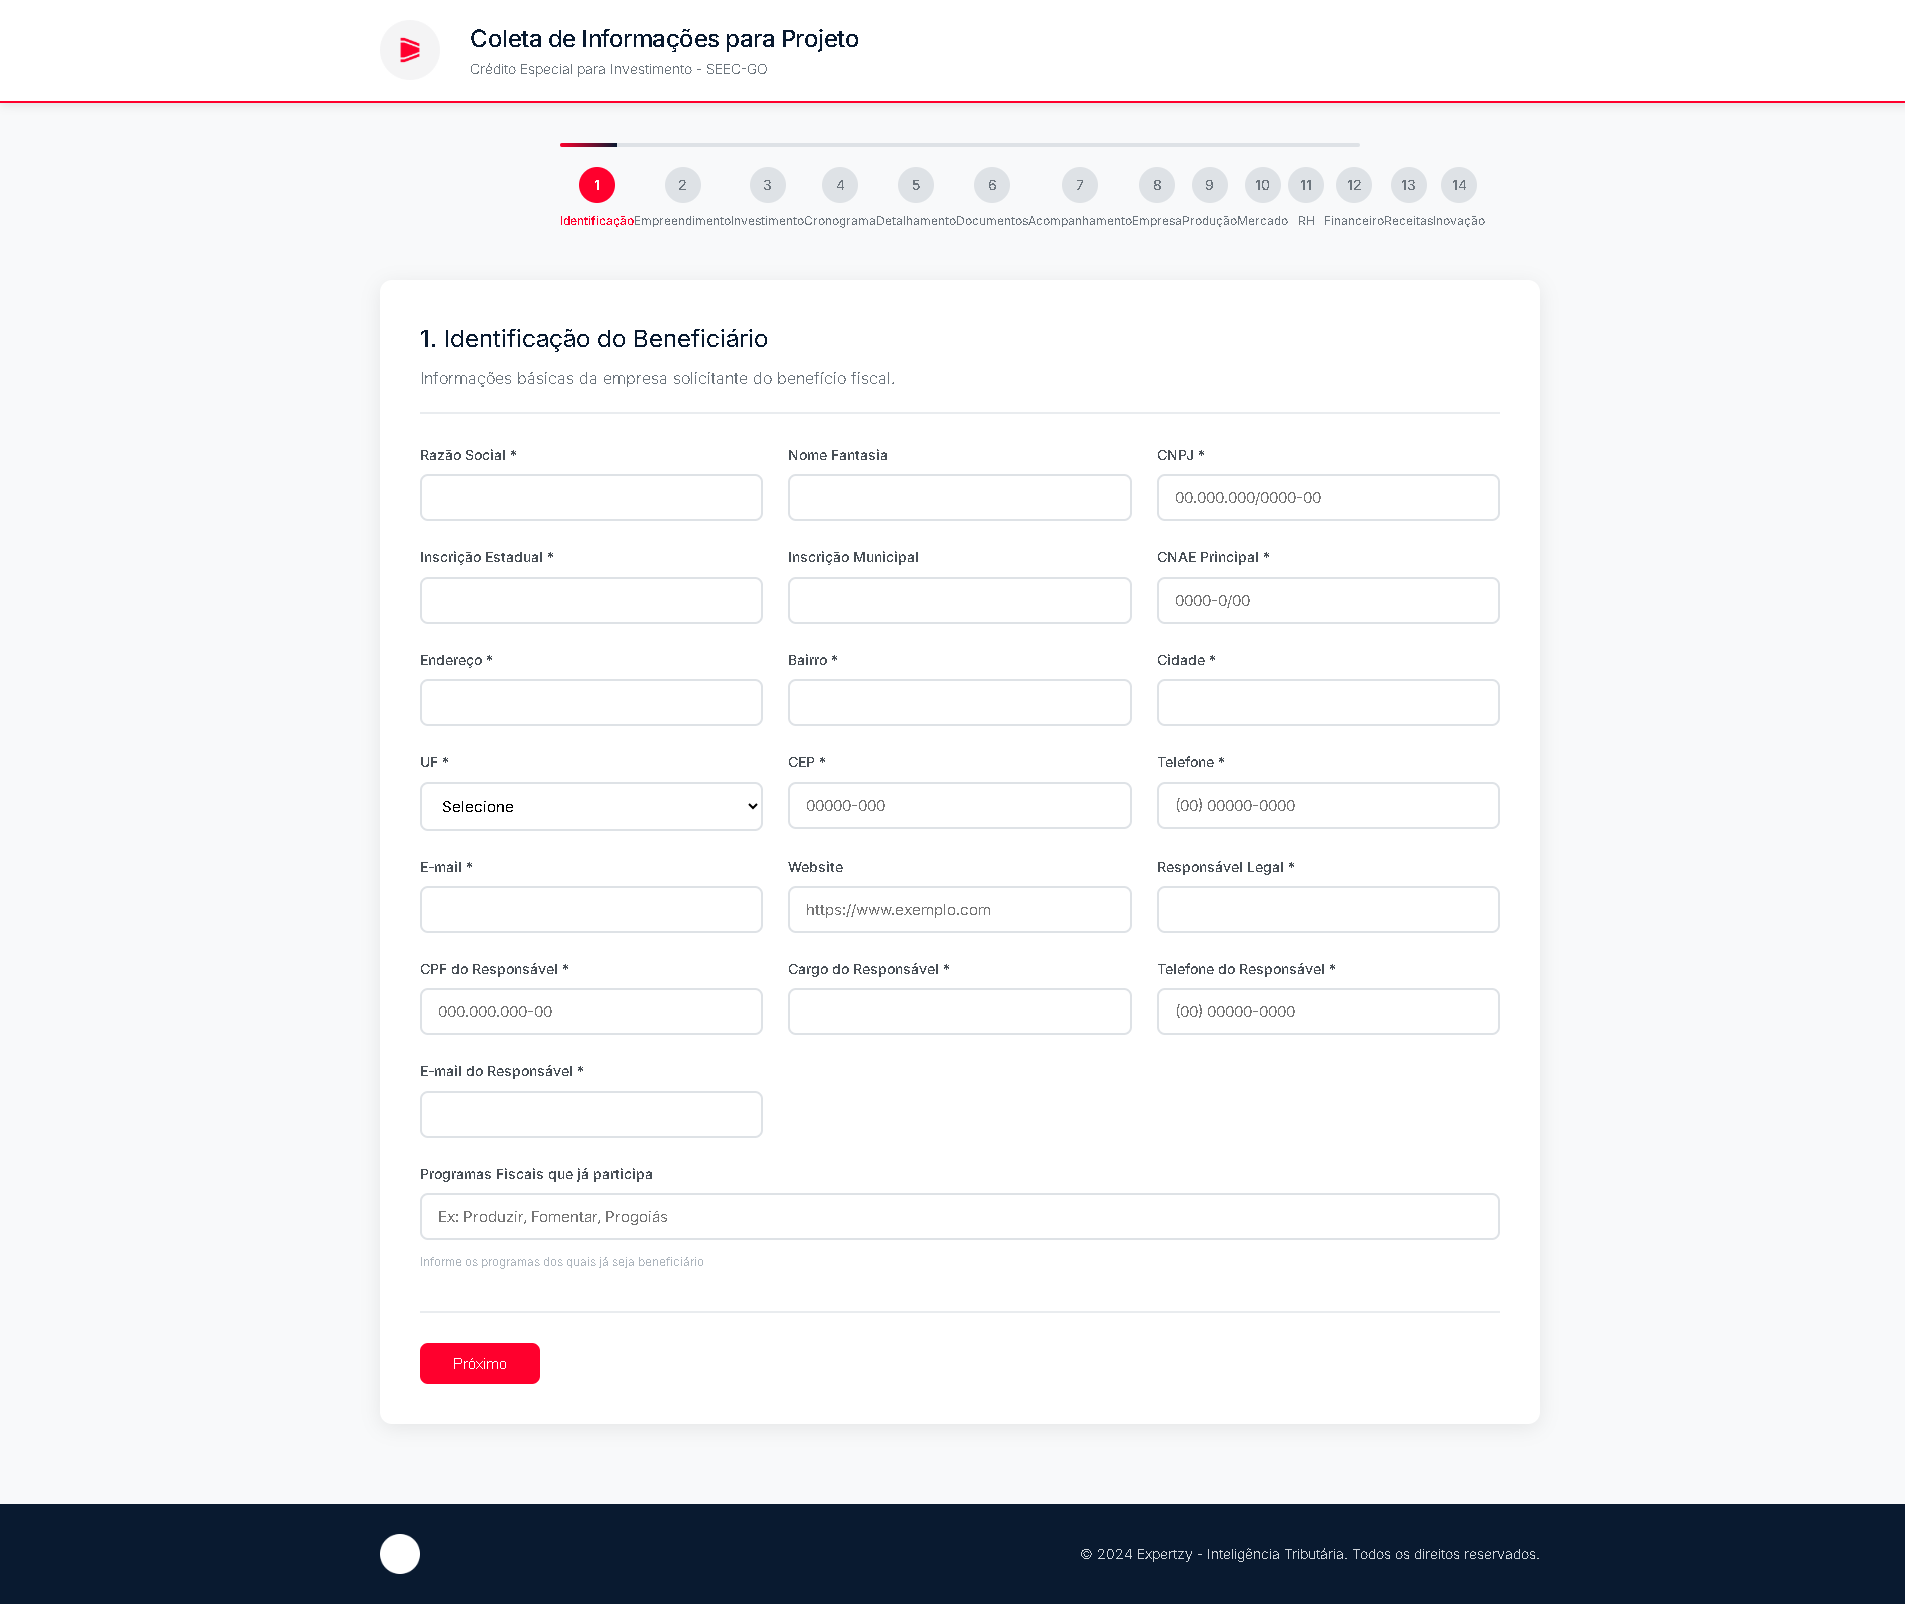 Coleta de Informações para Projeto
Crédito Especial para Investimento - SEEC-GO
1 2 3 4 5 6 7 8 9 10 11 12 13 14
Identificação Empreendimento Investimento Cronograma Detalhamento Documentos Acompanhamento Empresa Produção Mercado RH Financeiro Receitas Inovação
1. Identificação do Beneficiário
Informações básicas da empresa solicitante do benefício fiscal.
Razão Social * Nome Fantasia CNPJ *
00.000.000/0000-00
Inscrição Estadual * Inscrição Municipal CNAE Principal *
0000-0/00
Endereço * Bairro * Cidade *
UF * CEP * Telefone *
Selecione 00000-000 (00) 00000-0000
E-mail * Website Responsável Legal *
https://www.exemplo.com
CPF do Responsável * Cargo do Responsável * Telefone do Responsável *
000.000.000-00 (00) 00000-0000
E-mail do Responsável *
Programas Fiscais que já participa
Ex: Produzir, Fomentar, Progoiás
Informe os programas dos quais já seja beneficiário
Próximo
© 2024 Expertzy - Inteligência Tributária. Todos os direitos reservados.